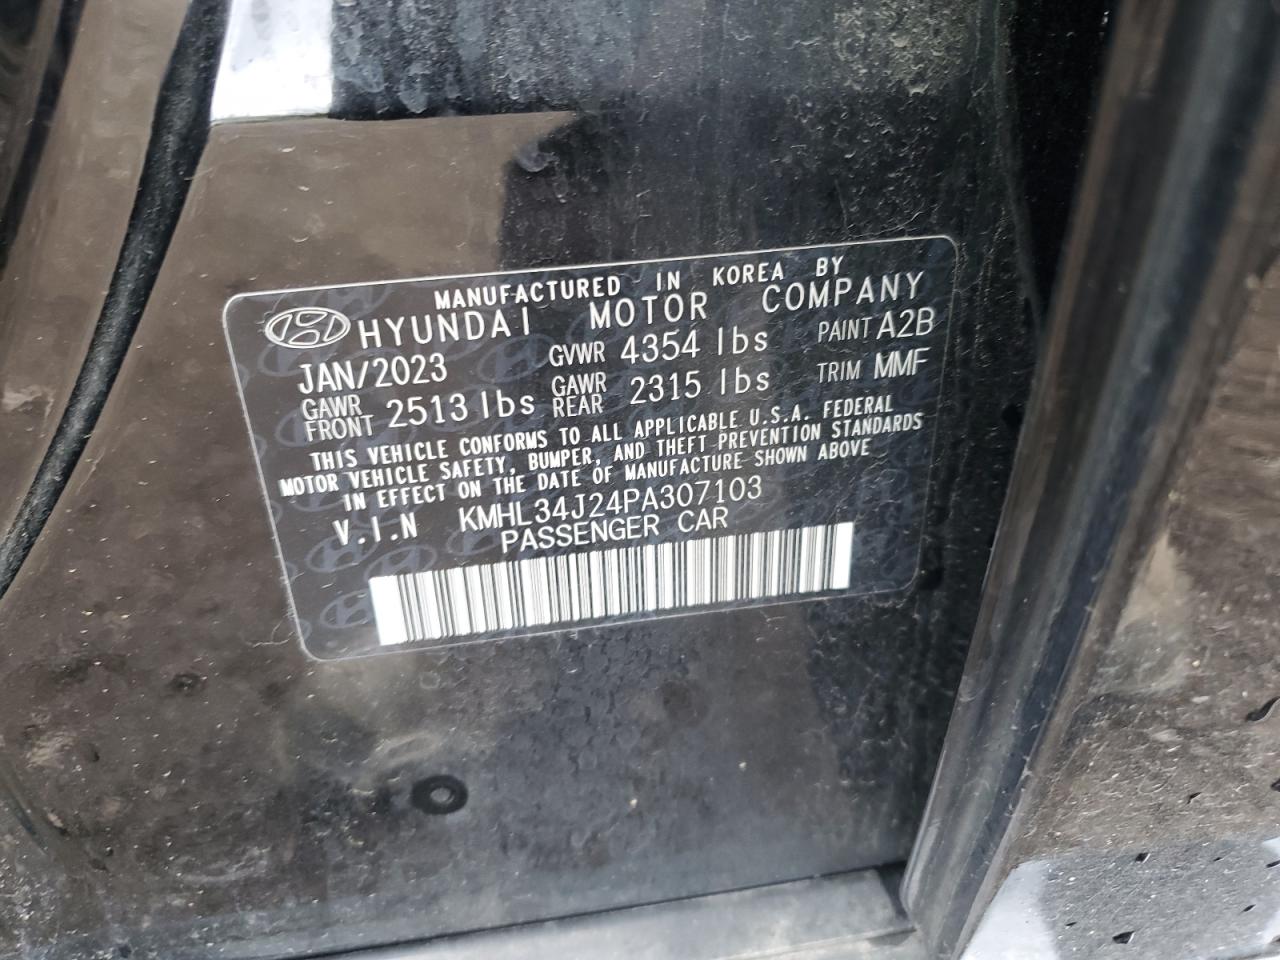 MANUFACTURED IN KOREA BY
HYUNDAI MOTOR COMPANY
JAN/2023 GVWR 4354 lbs PAINT A2B
GAWR FRONT 2513 lbs GAWR REAR 2315 lbs TRIM MMF
THIS VEHICLE CONFORMS TO ALL APPLICABLE U.S.A. FEDERAL
MOTOR VEHICLE SAFETY, BUMPER, AND THEFT PREVENTION STANDARDS
IN EFFECT ON THE DATE OF MANUFACTURE SHOWN ABOVE
V.I.N KMHL34J24PA307103
PASSENGER CAR